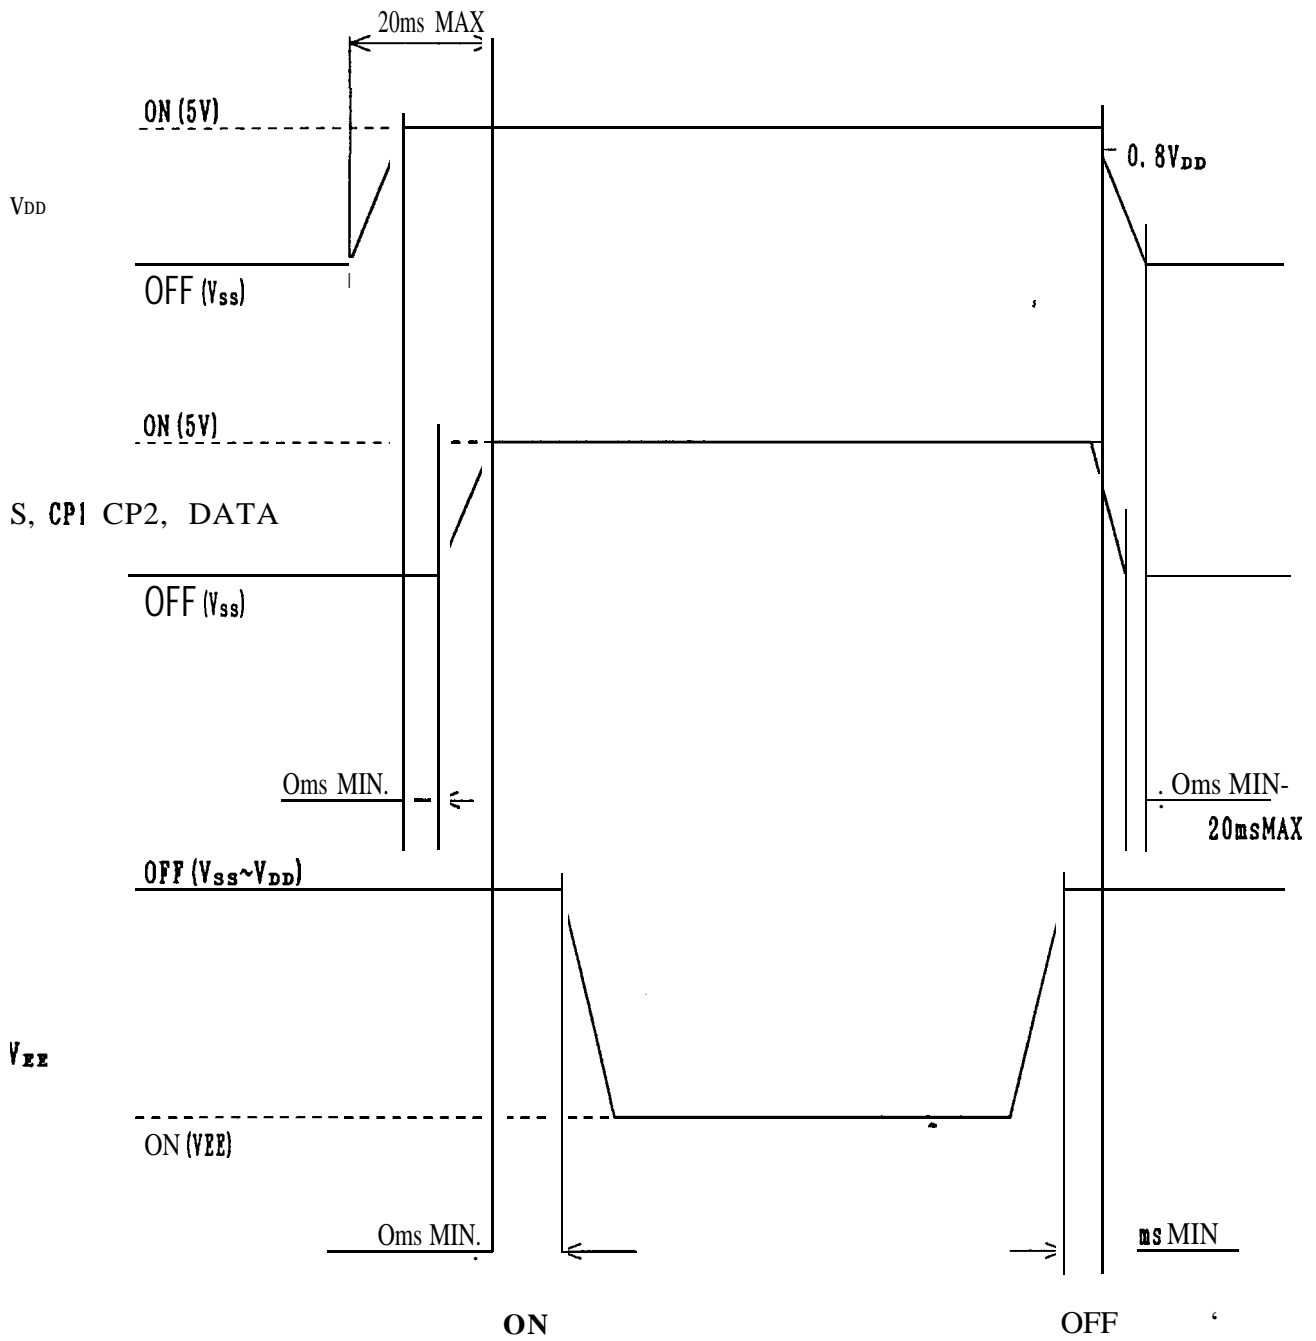 20ms MAX
ON (5V)
0.8VDD
VDD
OFF (Vss)
ON (5V)
S, CP1 CP2, DATA
OFF (Vss)
Oms MIN.
Oms MIN-
20msMAX
OFF (Vss~VDD)
VEE
ON (VEE)
Oms MIN.
ms MIN
ON
OFF